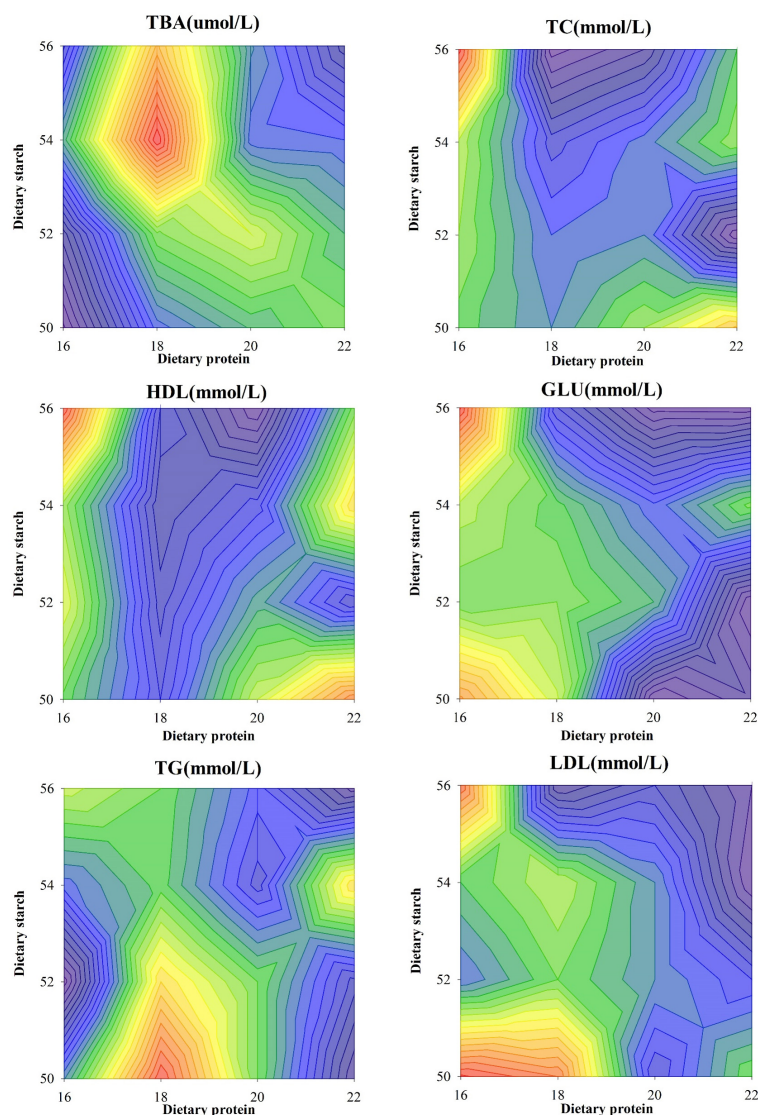 TBA(umol/L)
56
54
52
50
Dietary starch
16
18
20
22
Dietary protein
TC(mmol/L)
56
54
52
50
Dietary starch
16
18
20
22
Dietary protein
HDL(mmol/L)
56
54
52
50
Dietary starch
16
18
20
22
Dietary protein
GLU(mmol/L)
56
54
52
50
Dietary starch
16
18
20
22
Dietary protein
TG(mmol/L)
56
54
52
50
Dietary starch
16
18
20
22
Dietary protein
LDL(mmol/L)
56
54
52
50
Dietary starch
16
18
20
22
Dietary protein